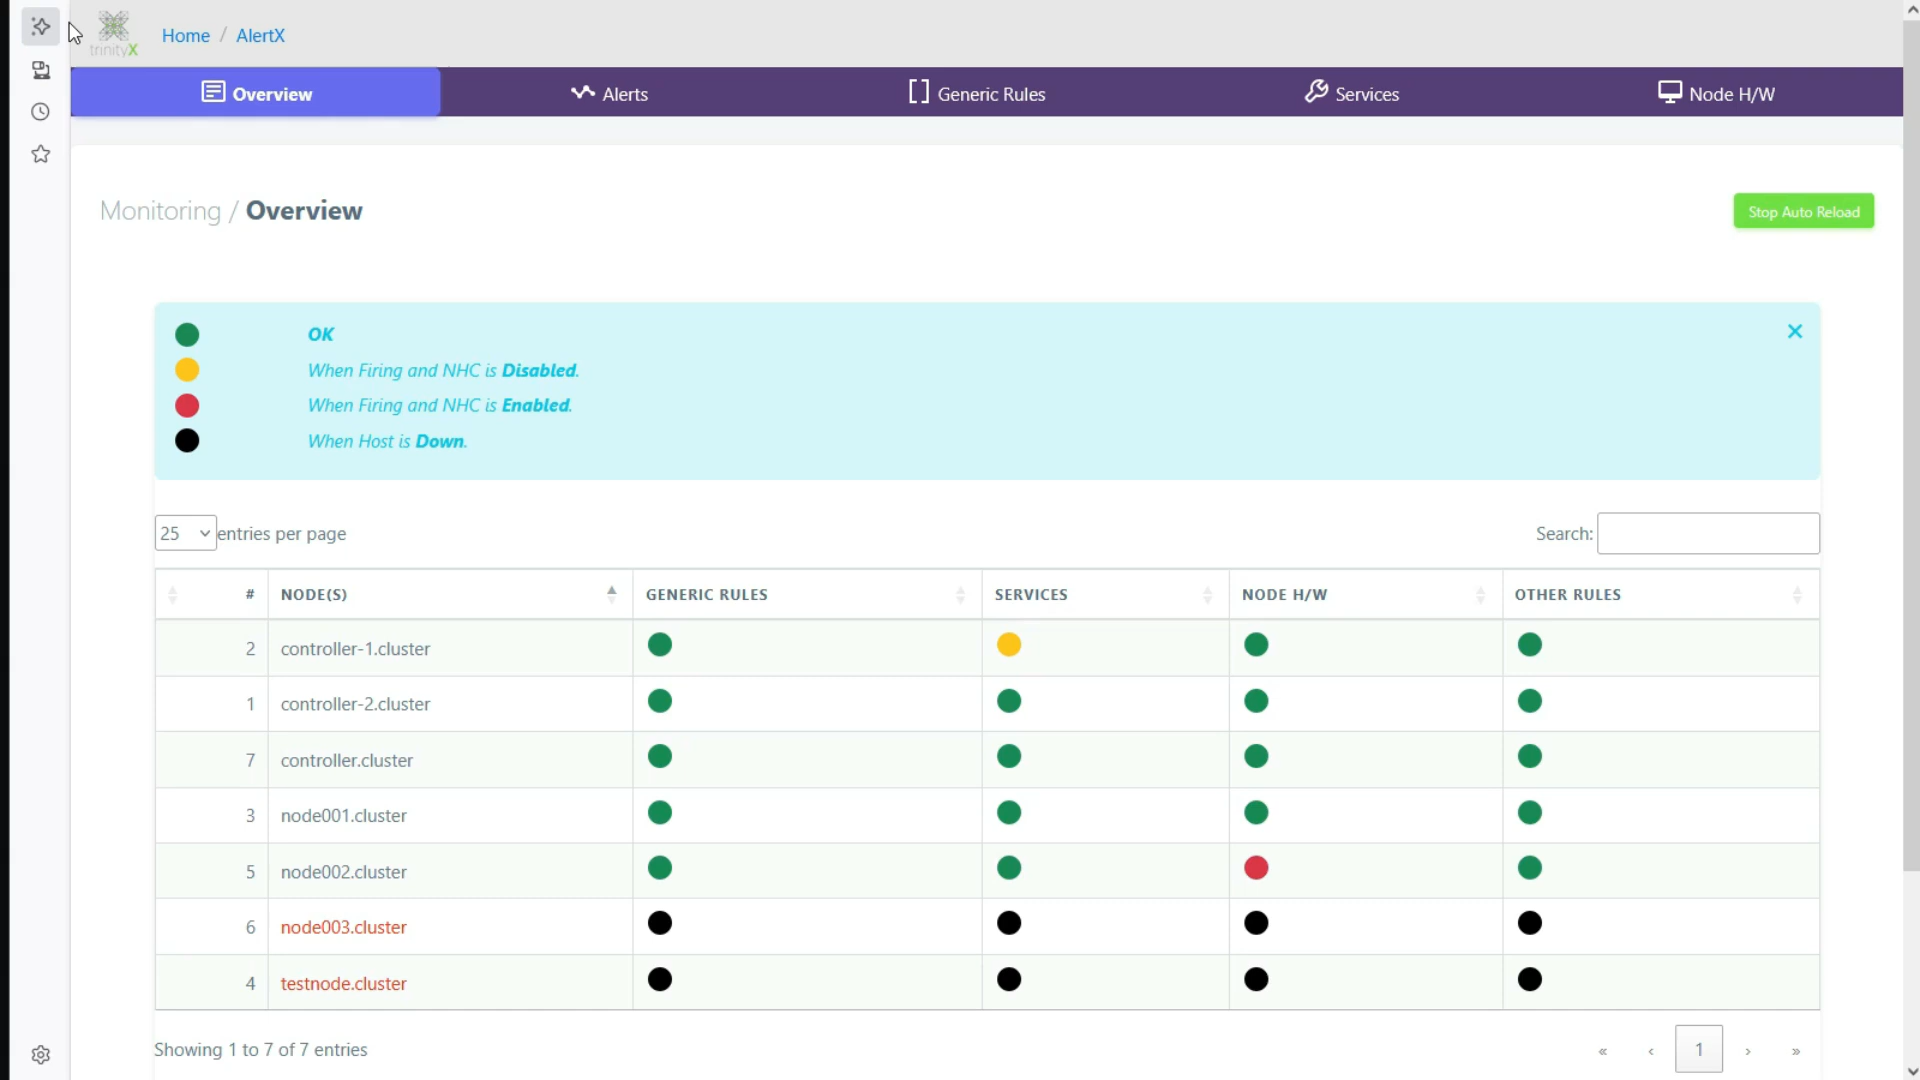 trinityX
Home / AlertX
Overview
Alerts
Generic Rules
Services
Node H/W
Monitoring / Overview
Stop Auto Reload
OK
When Firing and NHC is Disabled.
When Firing and NHC is Enabled.
When Host is Down.
25 entries per page
Search:
# NODE(S) GENERIC RULES SERVICES NODE H/W OTHER RULES
2 controller-1.cluster
1 controller-2.cluster
7 controller.cluster
3 node001.cluster
5 node002.cluster
6 node003.cluster
4 testnode.cluster
Showing 1 to 7 of 7 entries
« ‹ 1 › »